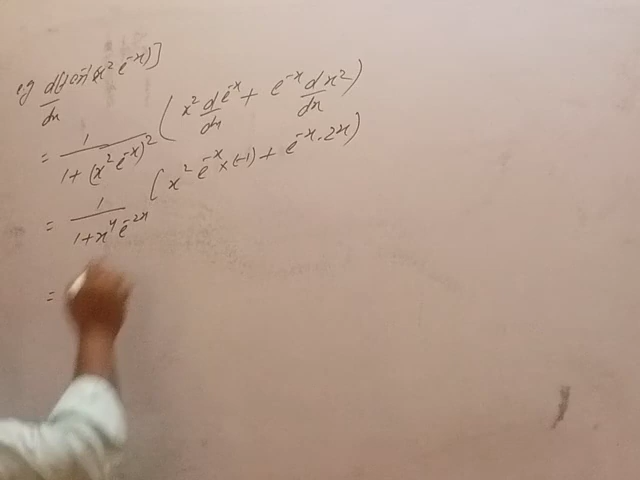 e.g d/dx [tan⁻¹(x² e⁻ˣ)]
= 1/(1+(x² e⁻ˣ)²) (x² d/dx e⁻ˣ + e⁻ˣ d/dx x²)
= 1/(1+x⁴ e⁻²ˣ) (x² e⁻ˣ × (-1) + e⁻ˣ · 2x)
=